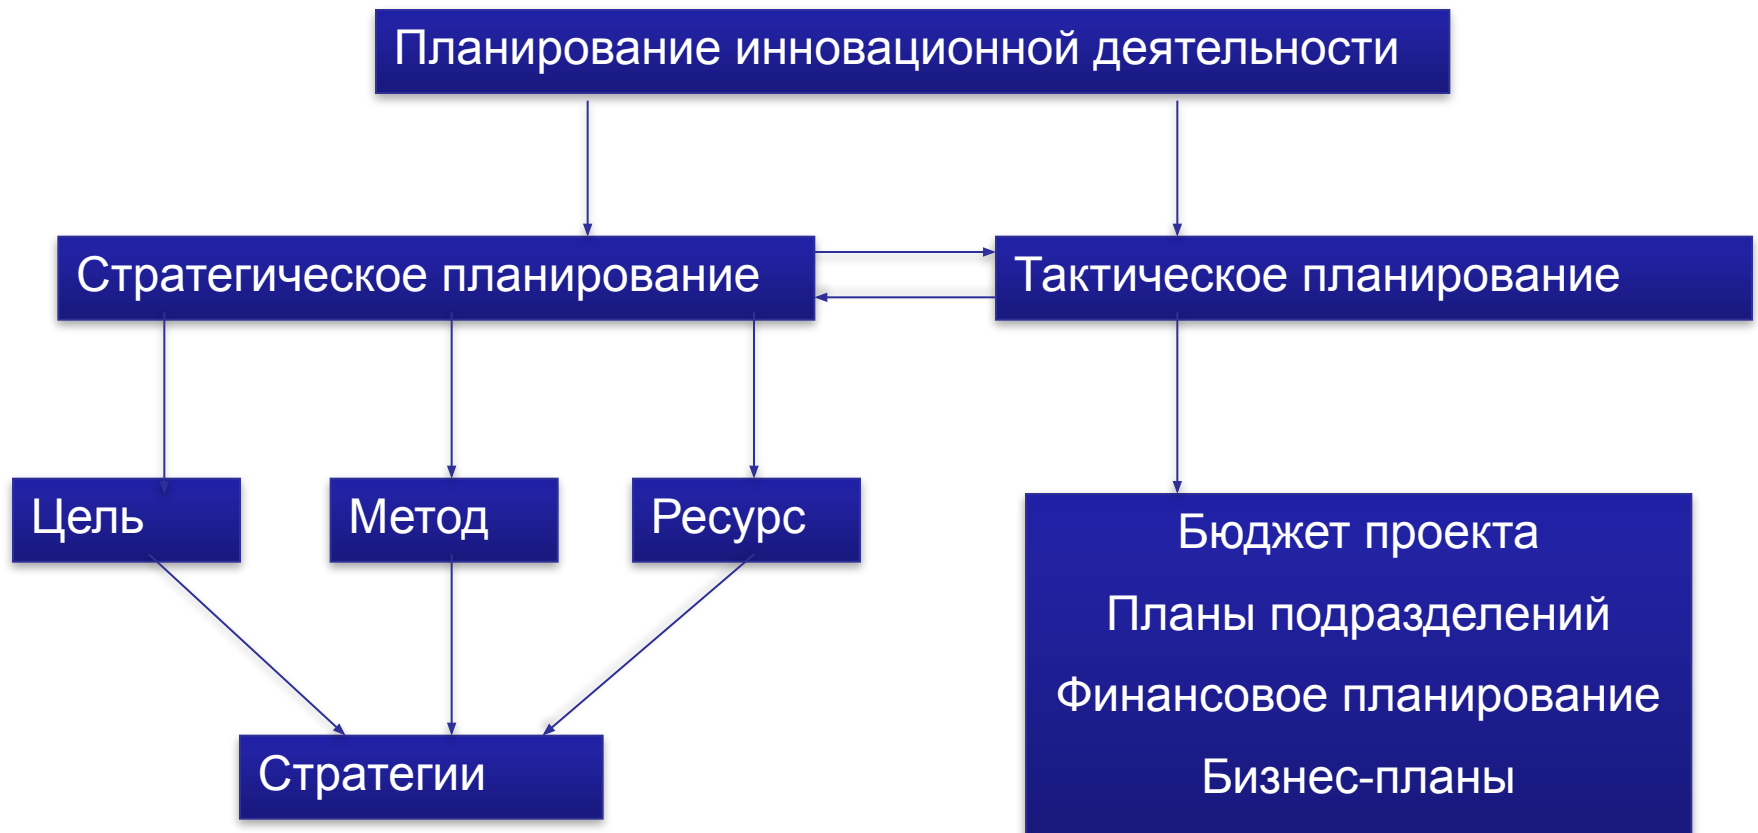 Планирование инновационной деятельности
Стратегическое планирование
Тактическое планирование
Цель
Метод
Ресурс
Бюджет проекта
Планы подразделений
Финансовое планирование
Бизнес-планы
Стратегии